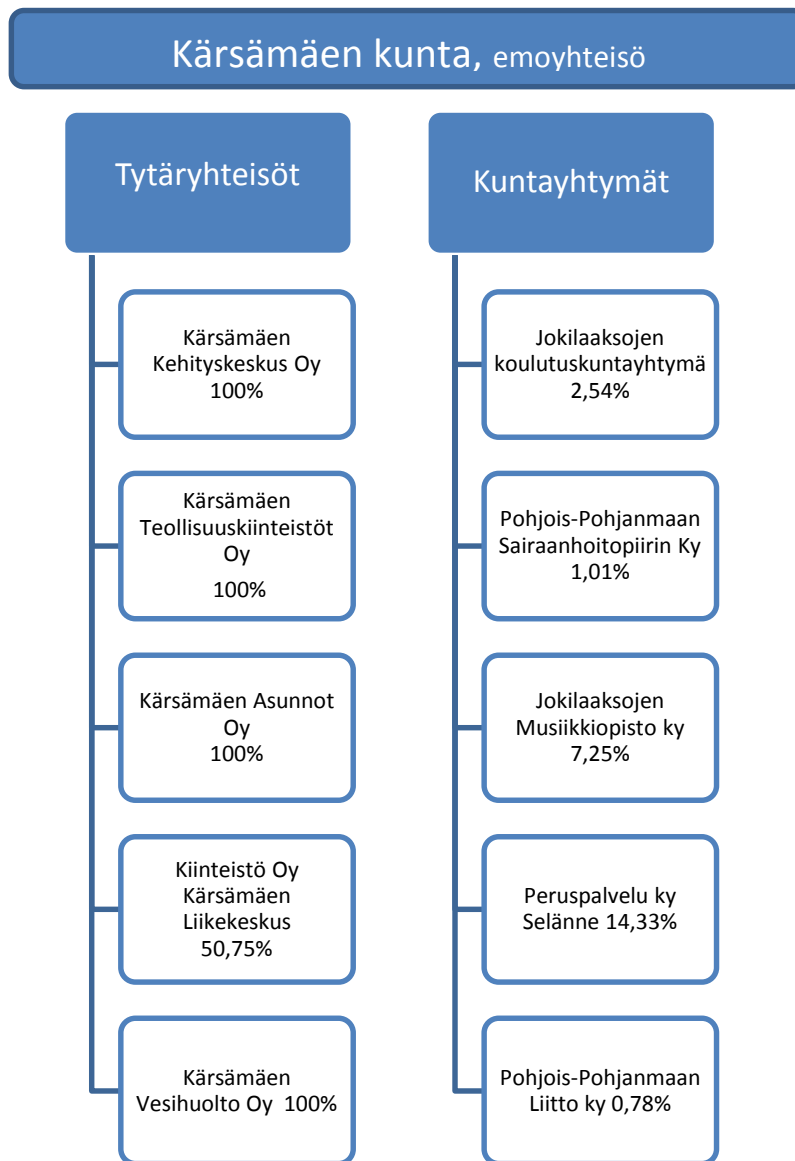 Kärsämäen kunta, emoyhteisö
Tytäryhteisöt
Kärsämäen
Kehityskeskus Oy
100%
Kärsämäen
Teollisuuskiinteistöt
Oy
100%
Kärsämäen Asunnot
Oy
100%
Kiinteistö Oy
Kärsämäen
Liikekeskus
50,75%
Kärsämäen
Vesihuolto Oy 100%
Kuntayhtymät
Jokilaaksojen
koulutuskuntayhtymä
2,54%
Pohjois-Pohjanmaan
Sairaanhoitopiirin Ky
1,01%
Jokilaaksojen
Musiikkiopisto ky
7,25%
Peruspalvelu ky
Selänne 14,33%
Pohjois-Pohjanmaan
Liitto ky 0,78%